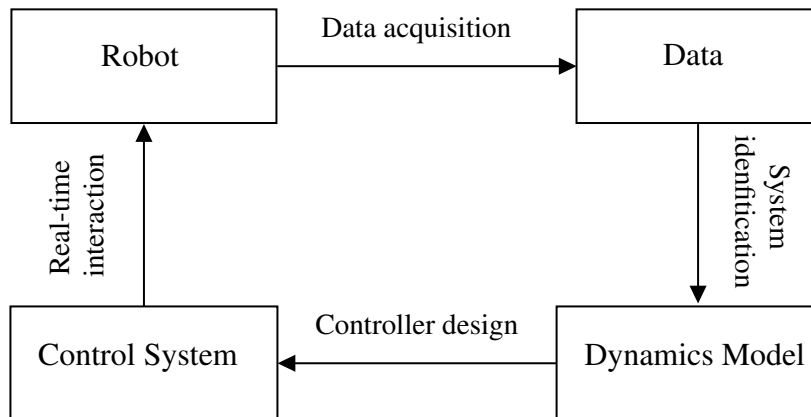 Data acquisition
Robot
Data
Real-time
interaction
System
idenfitication
Controller design
Control System
Dynamics Model